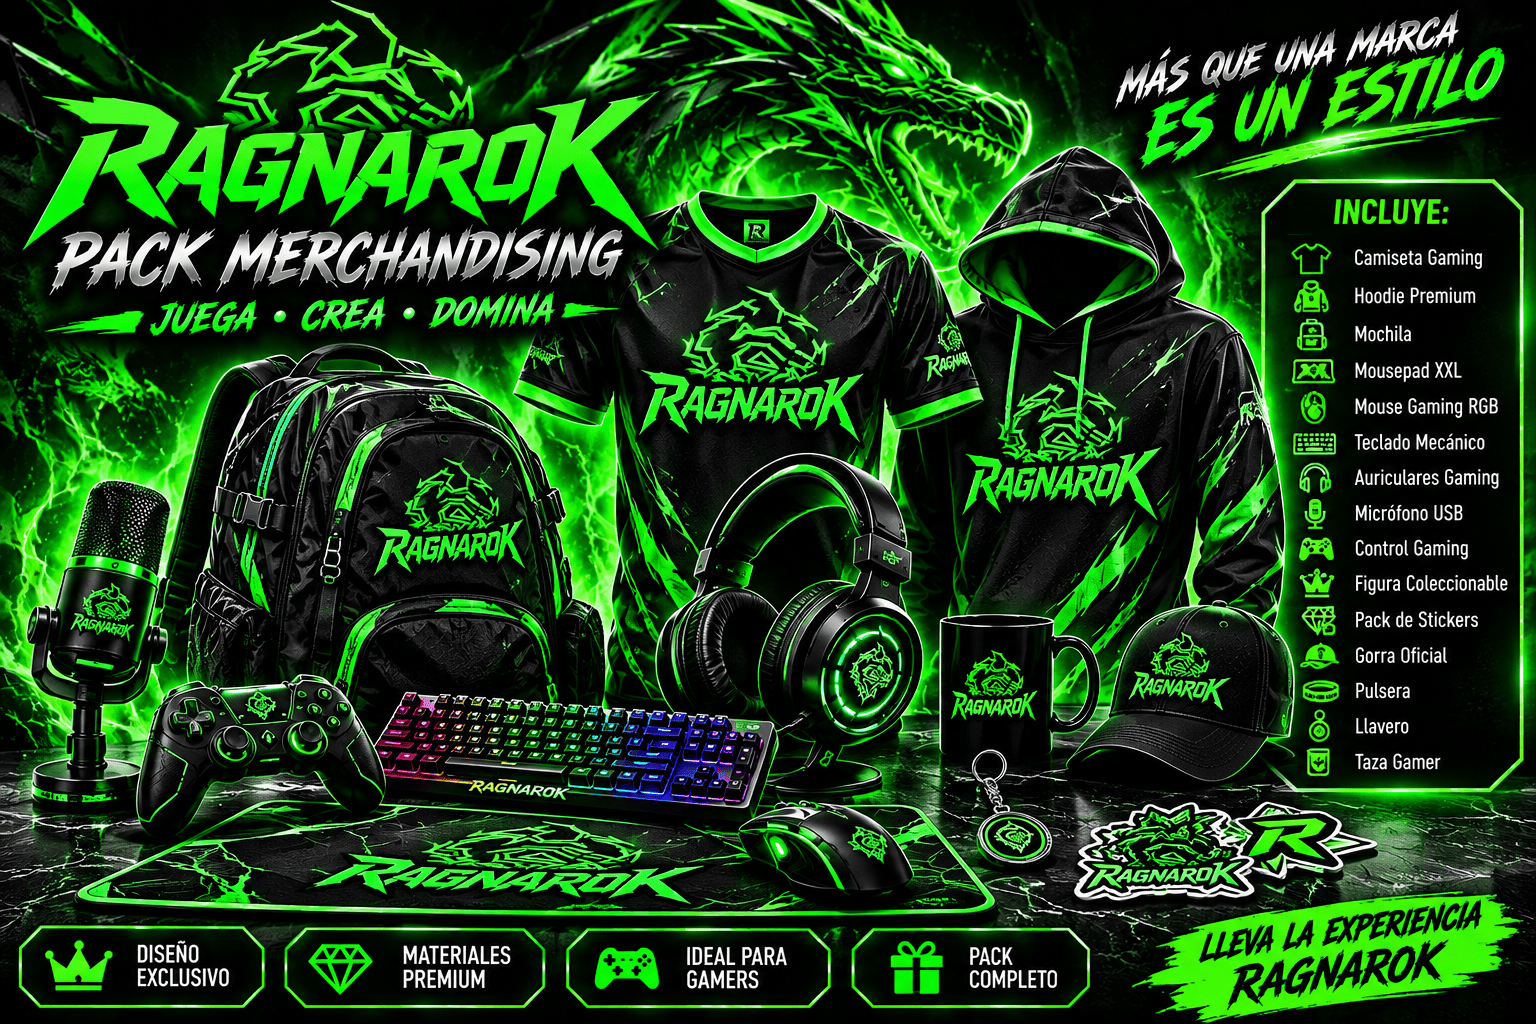 RAGNAROK
PACK MERCHANDISING
JUEGA • CREA • DOMINA
MÁS QUE UNA MARCA
ES UN ESTILO
INCLUYE:
Camiseta Gaming
Hoodie Premium
Mochila
Mousepad XXL
Mouse Gaming RGB
Teclado Mecánico
Auriculares Gaming
Micrófono USB
Control Gaming
Figura Coleccionable
Pack de Stickers
Gorra Oficial
Pulsera
Llavero
Taza Gamer
R
RAGNAROK
RAGNAROK
RAGNAROK
RAGNAROK
RAGNAROK
RAGNAROK
RAGNAROK
RAGNAROK
RAGNAROK
RAGNAROK
R
DISEÑO
EXCLUSIVO
MATERIALES
PREMIUM
IDEAL PARA
GAMERS
PACK
COMPLETO
LLEVA LA EXPERIENCIA
RAGNAROK